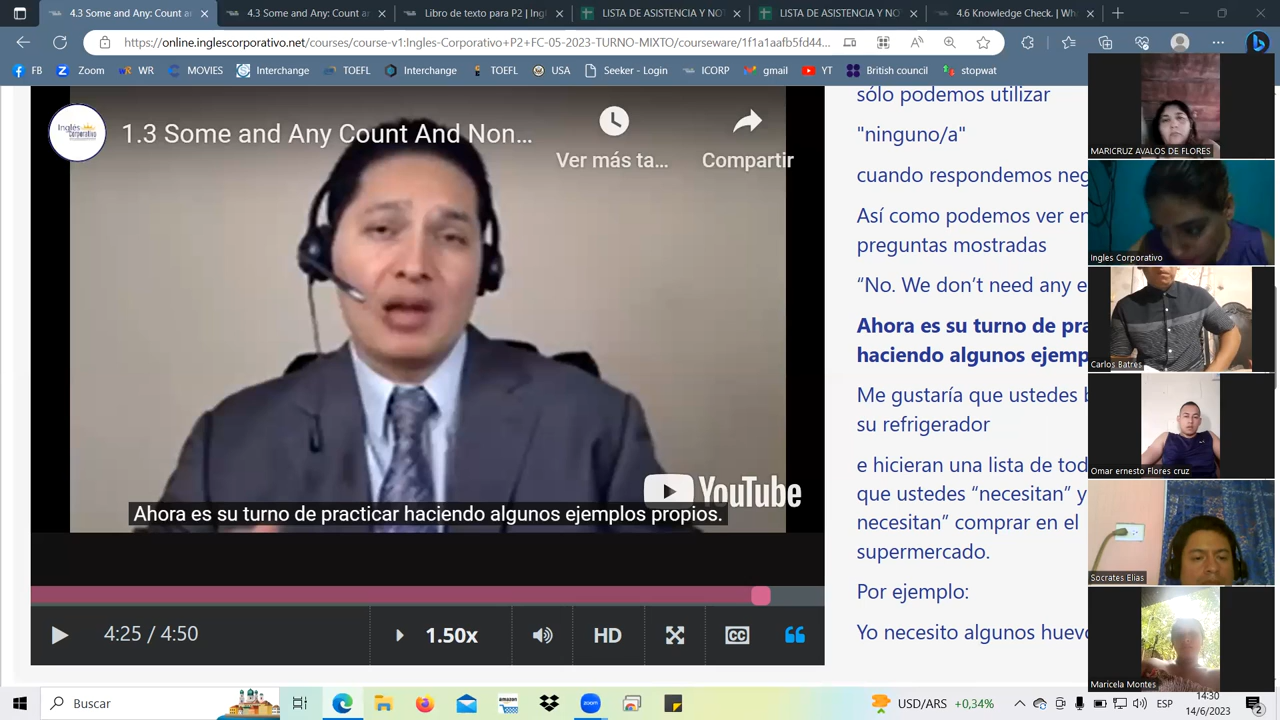 4.3 Some and Any Count a
4.3 Some and Any Count a
Libro de texto para P2 | Ingl
LISTA DE ASISTENCIA Y NO
LISTA DE ASISTENCIA Y NO
4.6 Knowledge Check | 4.6
https://online.inglescorporativo.net/courses/course-v1:Ingles-Corporativo+P2+FC-05-2023-TURNO-MIXTO/courseware/1f1a1aafb5fd44...
FB
Zoom
WR
MOVIES
Interchange
TOEFL
Interchange
TOEFL
USA
Seeker - Login
ICORP
gmail
YT
British council
stopwat
Inglés
Corporativo
1.3 Some and Any Count And Non...
Ver más ta...
Compartir
YouTube
Ahora es su turno de practicar haciendo algunos ejemplos propios.
4:25 / 4:50
1.50x
HD
CC
sólo podemos utilizar
"ninguno/a"
cuando respondemos neg
Así como podemos ver en
preguntas mostradas
“No. We don’t need any e
Ahora es su turno de pra
haciendo algunos ejemp
Me gustaría que ustedes b
su refrigerador
e hicieran una lista de tod
que ustedes “necesitan” y
necesitan” comprar en el
supermercado.
Por ejemplo:
Yo necesito algunos huevo
MARICRUZ AVALOS DE FLORES
Ingles Corporativo
Carlos Batres
Omar ernesto Flores cruz
Socrates Elias
Maricela Montes
Buscar
amazon
zoom
USD/ARS +0,34%
ESP
14:30
14/6/2023
2